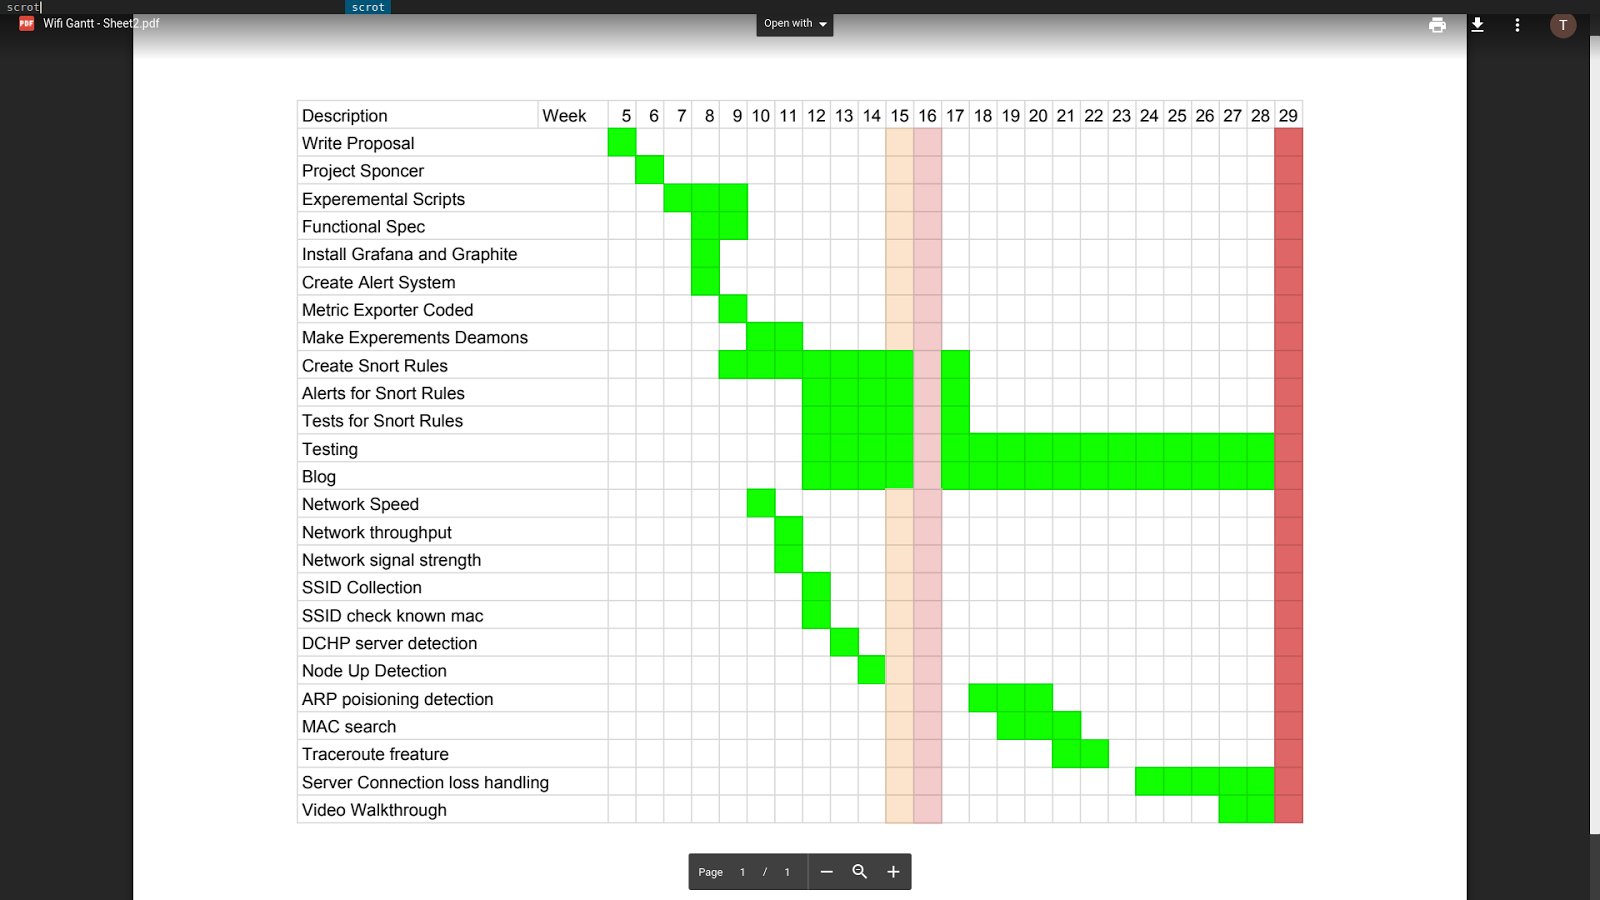 scrot scrot
Wifi Gantt - Sheet2.pdf Open with T
Description Week 5 6 7 8 9 10 11 12 13 14 15 16 17 18 19 20 21 22 23 24 25 26 27 28 29
Write Proposal
Project Sponcer
Experemental Scripts
Functional Spec
Install Grafana and Graphite
Create Alert System
Metric Exporter Coded
Make Experements Deamons
Create Snort Rules
Alerts for Snort Rules
Tests for Snort Rules
Testing
Blog
Network Speed
Network throughput
Network signal strength
SSID Collection
SSID check known mac
DCHP server detection
Node Up Detection
ARP poisioning detection
MAC search
Traceroute freature
Server Connection loss handling
Video Walkthrough
Page 1 / 1